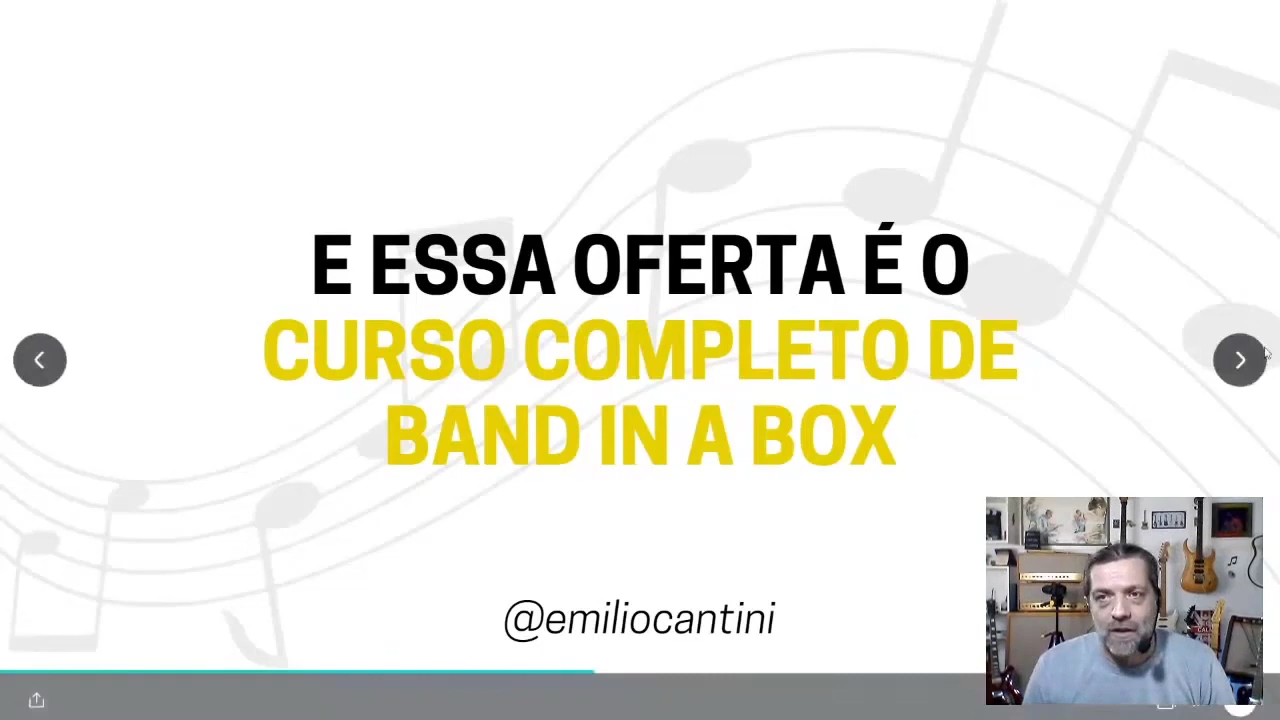 E ESSA OFERTA É O
CURSO COMPLETO DE
BAND IN A BOX
@emiliocantini